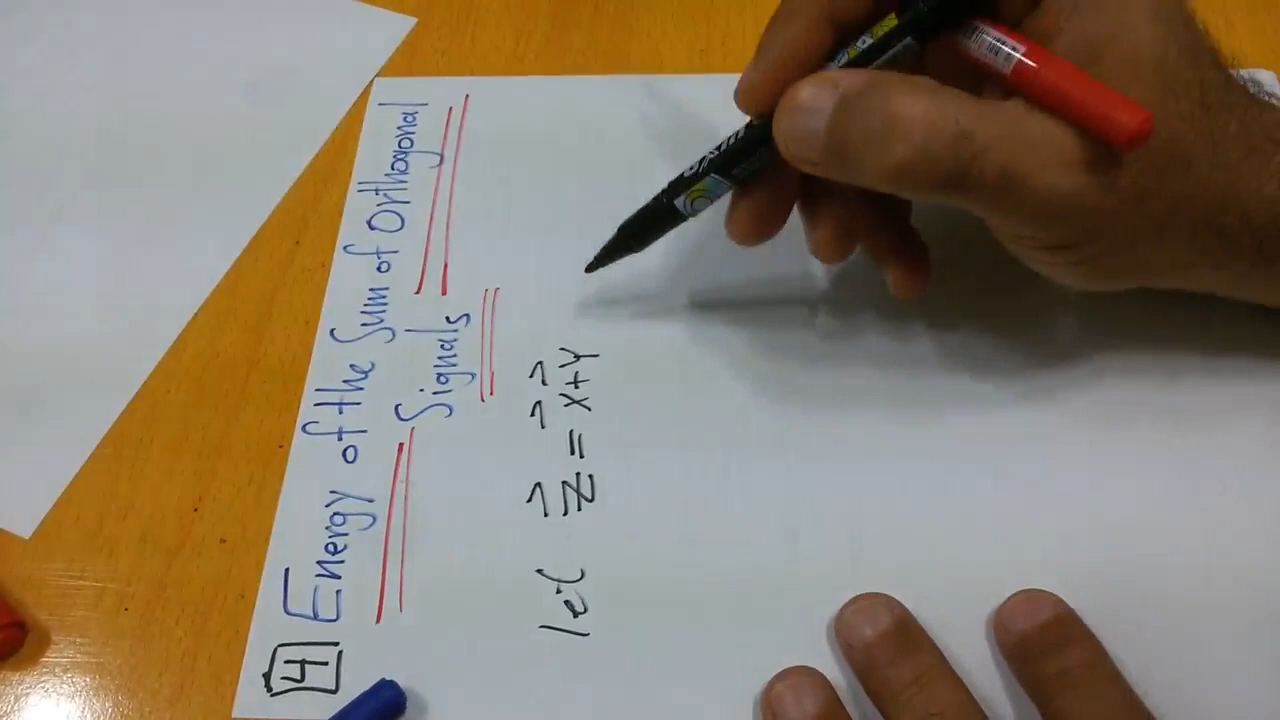 4 Energy of the Sum of Orthogonal
Signals
let z⃗ = x⃗ + y⃗